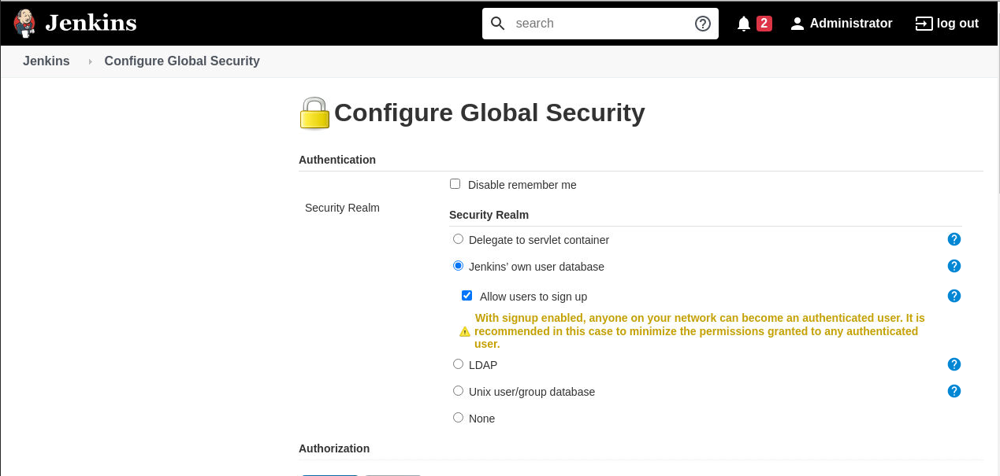 Jenkins
search
2
Administrator
log out
Jenkins
Configure Global Security
Configure Global Security
Authentication
Disable remember me
Security Realm
Security Realm
Delegate to servlet container
Jenkins' own user database
Allow users to sign up
With signup enabled, anyone on your network can become an authenticated user. It is
recommended in this case to minimize the permissions granted to any authenticated
user.
LDAP
Unix user/group database
None
Authorization